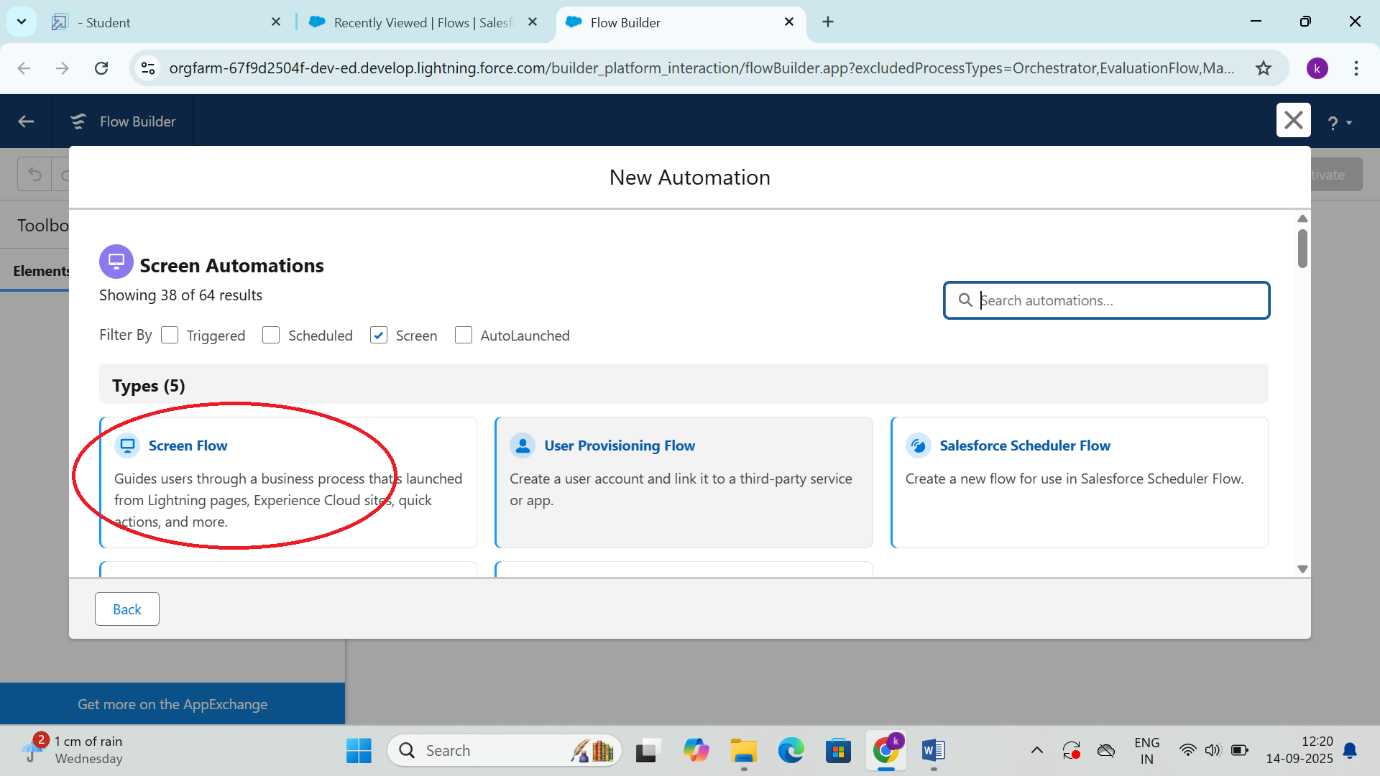 - Student
Recently Viewed | Flows | Salesf
Flow Builder
orgfarm-67f9d2504f-dev-ed.develop.lightning.force.com/builder_platform_interaction/flowBuilder.app?excludedProcessTypes=Orchestrator,EvaluationFlow,Ma...
k
Flow Builder
?
New Automation
tivate
Toolbo
Elements
Screen Automations
Showing 38 of 64 results
Search automations...
Filter By Triggered Scheduled Screen AutoLaunched
Types (5)
Screen Flow
Guides users through a business process that's launched
from Lightning pages, Experience Cloud sites, quick
actions, and more.
User Provisioning Flow
Create a user account and link it to a third-party service
or app.
Salesforce Scheduler Flow
Create a new flow for use in Salesforce Scheduler Flow.
Back
Get more on the AppExchange
2
1 cm of rain
Wednesday
Search
k
ENG
IN
12:20
14-09-2025